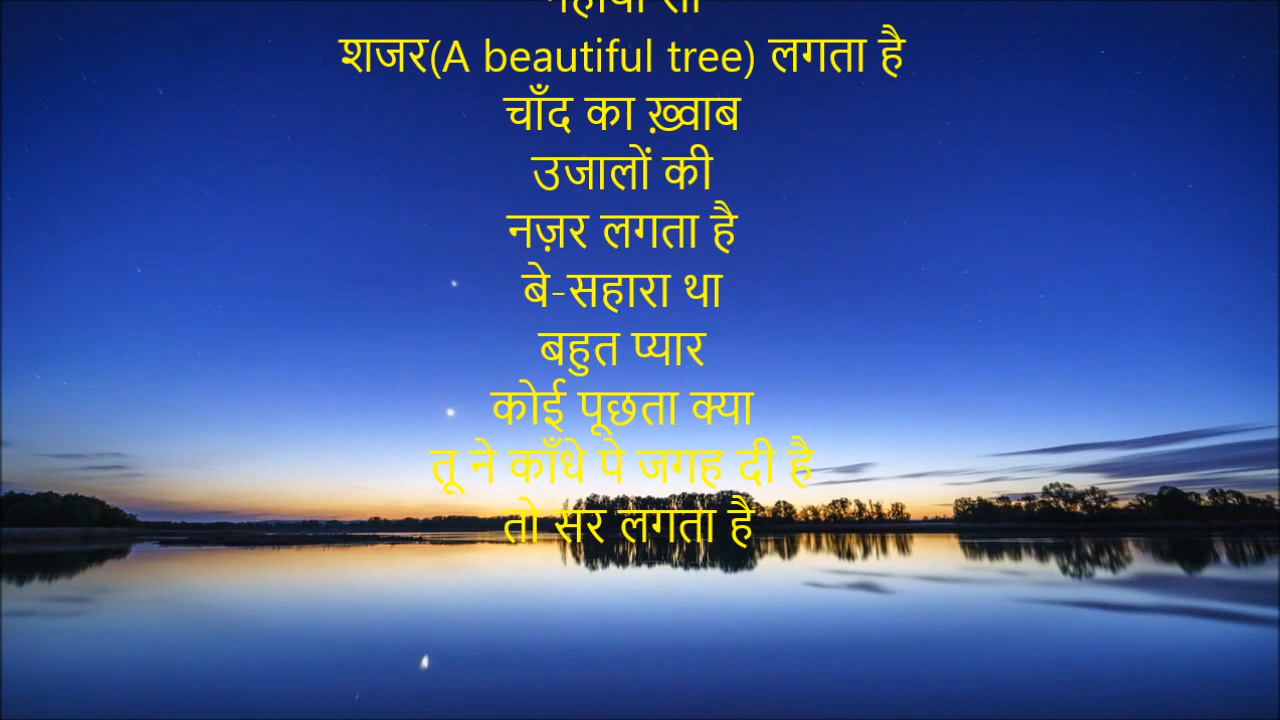 शजर(A beautiful tree) लगता है
चाँद का ख़्वाब
उजालों की
नज़र लगता है
बे-सहारा था
बहुत प्यार
कोई पूछता क्या
तू ने काँधे पे जगह दी है
तो सर लगता है